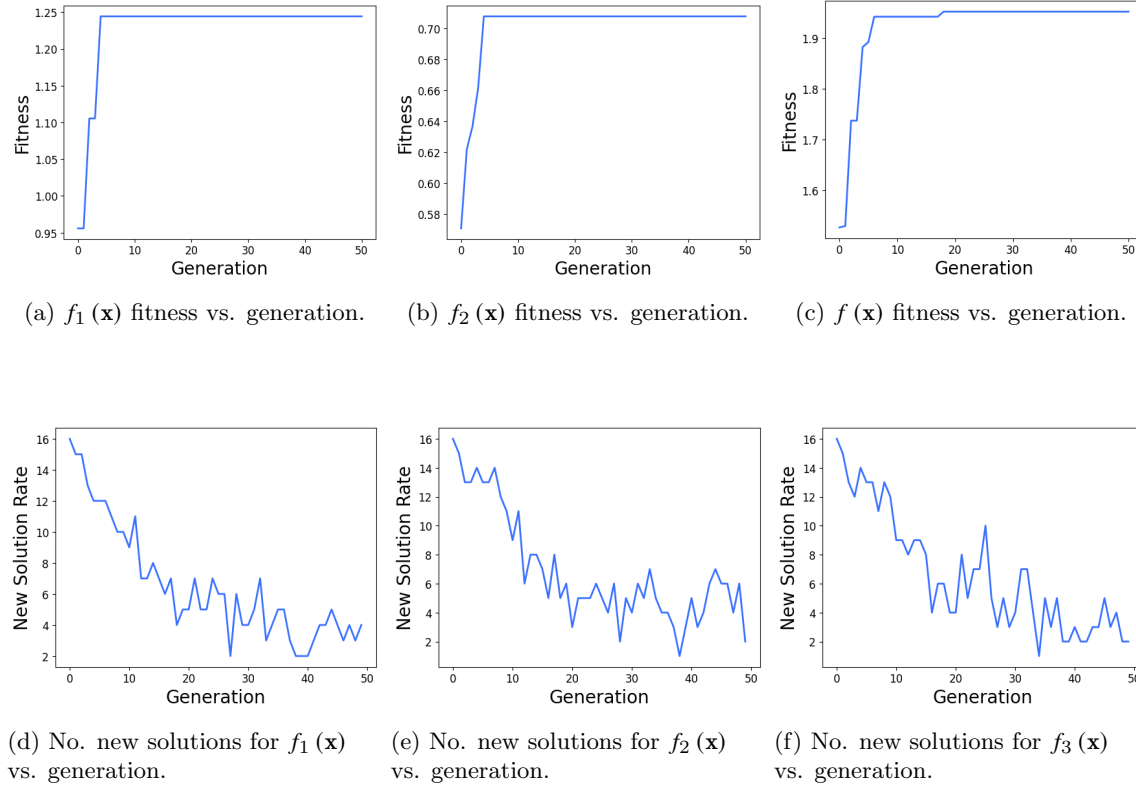 1.25
1.20
1.15
1.10
1.05
1.00
0.95
Fitness
0 10 20 30 40 50
Generation
(a) f1 (x) fitness vs. generation.
0.70
0.68
0.66
0.64
0.62
0.60
0.58
Fitness
0 10 20 30 40 50
Generation
(b) f2 (x) fitness vs. generation.
1.9
1.8
1.7
1.6
Fitness
0 10 20 30 40 50
Generation
(c) f (x) fitness vs. generation.
16
14
12
10
8
6
4
2
New Solution Rate
0 10 20 30 40 50
Generation
(d) No. new solutions for f1 (x)
vs. generation.
16
14
12
10
8
6
4
2
New Solution Rate
0 10 20 30 40 50
Generation
(e) No. new solutions for f2 (x)
vs. generation.
16
14
12
10
8
6
4
2
New Solution Rate
0 10 20 30 40 50
Generation
(f) No. new solutions for f3 (x)
vs. generation.